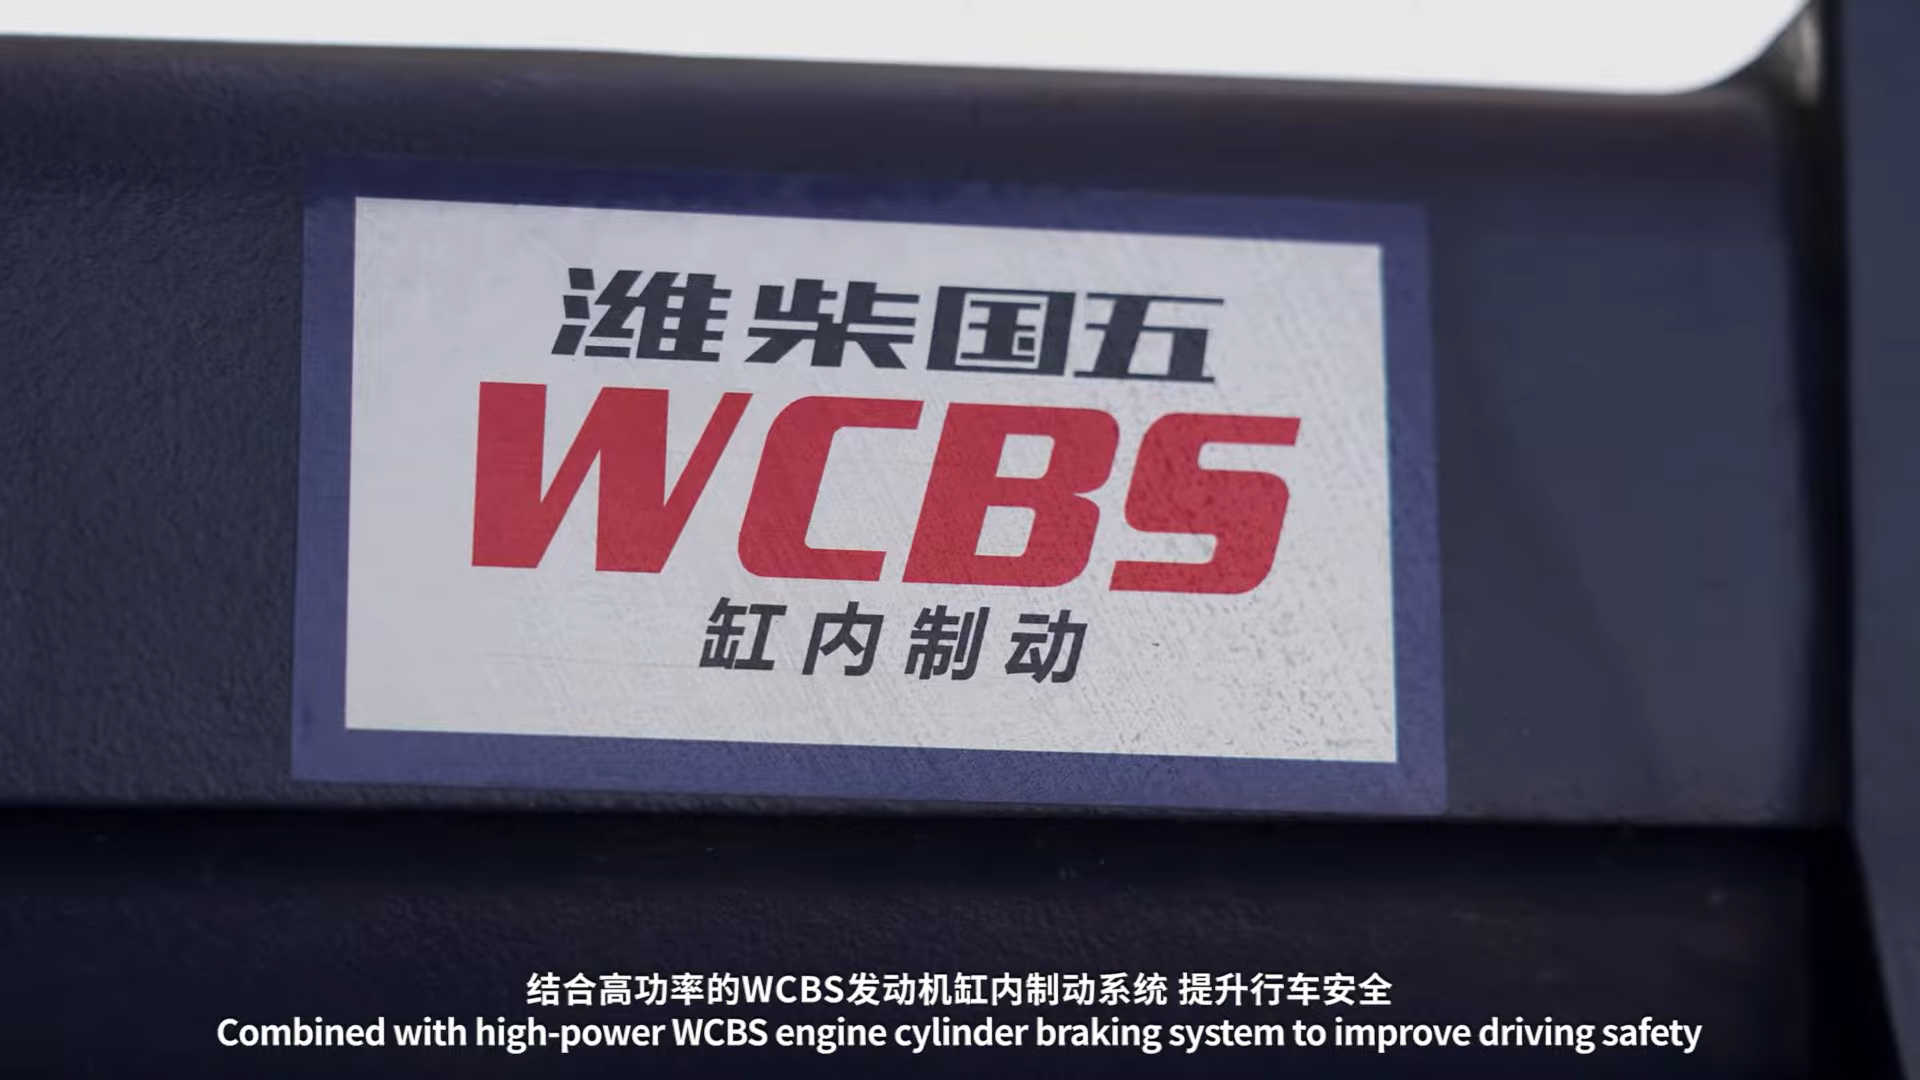 潍柴国五
WCBS
缸内制动
结合高功率的WCBS发动机缸内制动系统 提升行车安全
Combined with high-power WCBS engine cylinder braking system to improve driving safety